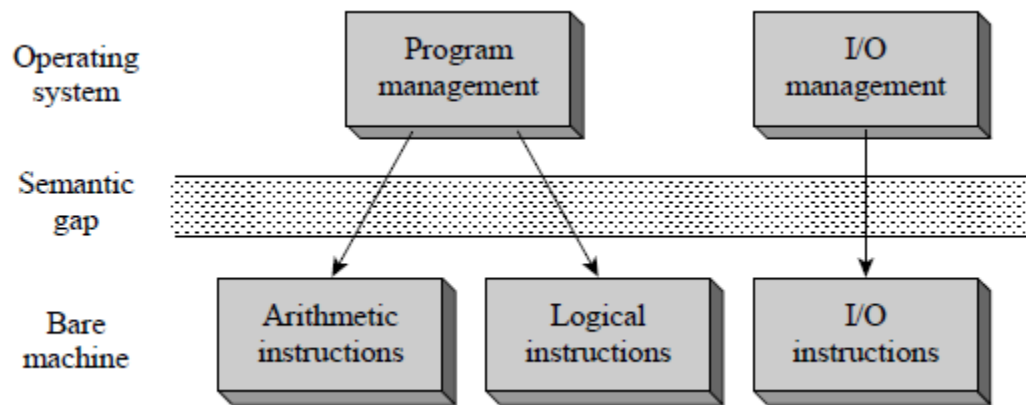 Operating
system
Program
management
I/O
management
Semantic
gap
Bare
machine
Arithmetic
instructions
Logical
instructions
I/O
instructions